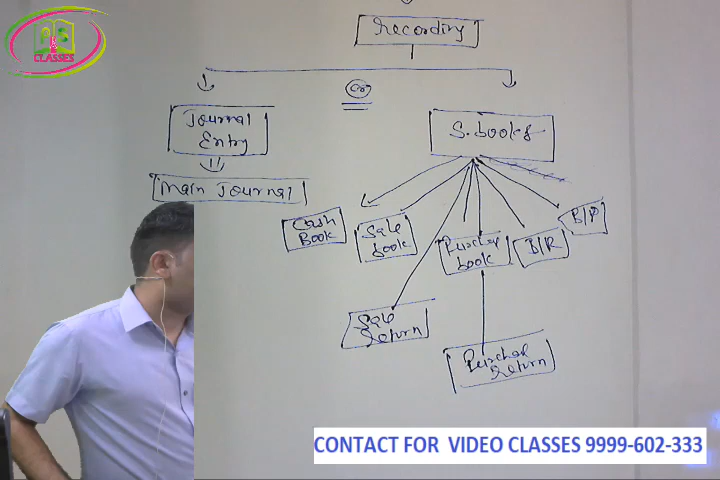 CLASSES
Recording
or
Journal
Entry
S.books
Main Journal
Cash
Book
Sale
book
Purchase
book
B/R
B/P
Sale
Return
Purchase
Return
CONTACT FOR VIDEO CLASSES 9999-602-333